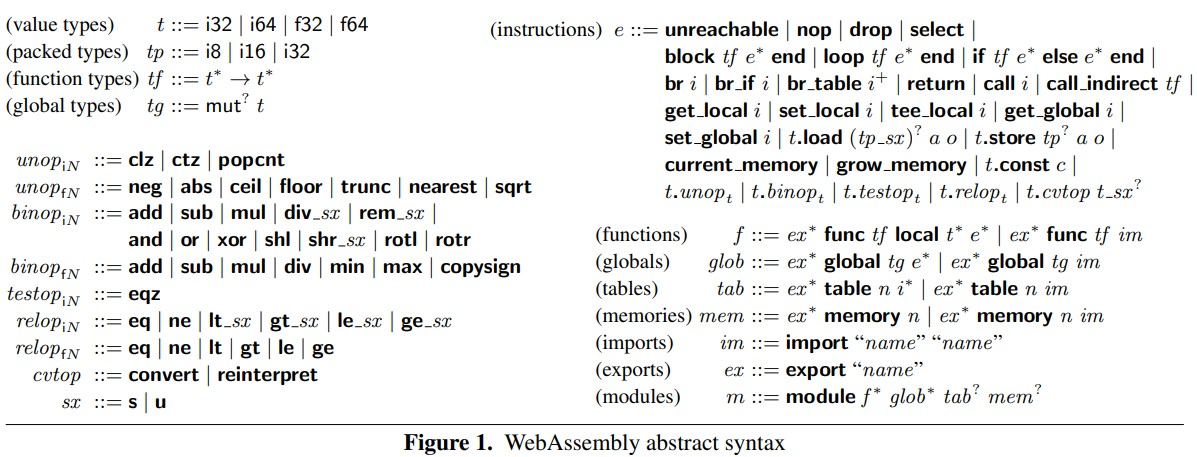 (value types) t ::= i32 | i64 | f32 | f64
(packed types) tp ::= i8 | i16 | i32
(function types) tf ::= t* → t*
(global types) tg ::= mut? t
unop_iN ::= clz | ctz | popcnt
unop_fN ::= neg | abs | ceil | floor | trunc | nearest | sqrt
binop_iN ::= add | sub | mul | div_sx | rem_sx |
and | or | xor | shl | shr_sx | rotl | rotr
binop_fN ::= add | sub | mul | div | min | max | copysign
testop_iN ::= eqz
relop_iN ::= eq | ne | lt_sx | gt_sx | le_sx | ge_sx
relop_fN ::= eq | ne | lt | gt | le | ge
cvtop ::= convert | reinterpret
sx ::= s | u
(instructions) e ::= unreachable | nop | drop | select |
block tf e* end | loop tf e* end | if tf e* else e* end |
br i | br_if i | br_table i+ | return | call i | call_indirect tf |
get_local i | set_local i | tee_local i | get_global i |
set_global i | t.load (tp_sx)? a o | t.store tp? a o |
current_memory | grow_memory | t.const c |
t.unop_t | t.binop_t | t.testop_t | t.relop_t | t.cvtop t_sx?
(functions) f ::= ex* func tf local t* e* | ex* func tf im
(globals) glob ::= ex* global tg e* | ex* global tg im
(tables) tab ::= ex* table n i* | ex* table n im
(memories) mem ::= ex* memory n | ex* memory n im
(imports) im ::= import “name” “name”
(exports) ex ::= export “name”
(modules) m ::= module f* glob* tab? mem?
Figure 1. WebAssembly abstract syntax